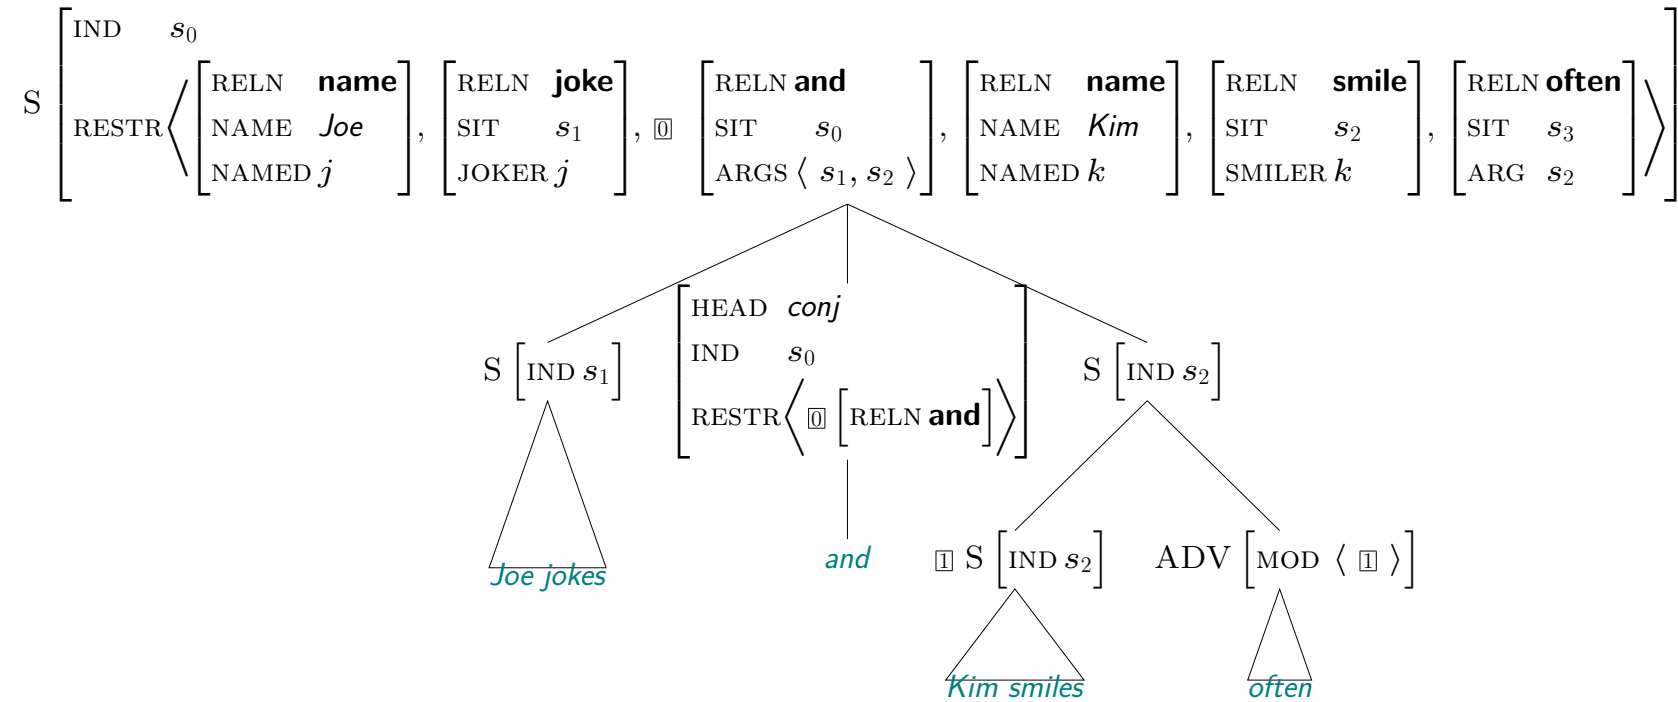 IND s₀
RELN name RELN joke RELN and RELN name RELN smile RELN often
S RESTR ⟨ NAME Joe , SIT s₁ , 0 SIT s₀ , NAME Kim , SIT s₂ , SIT s₃ ⟩
NAMED j JOKER j ARGS ⟨ s₁, s₂ ⟩ NAMED k SMILER k ARG s₂
HEAD conj
S [IND s₁] IND s₀ S [IND s₂]
RESTR ⟨ 0 [RELN and] ⟩
Joe jokes and 1 S [IND s₂] ADV [MOD ⟨ 1 ⟩]
Kim smiles often